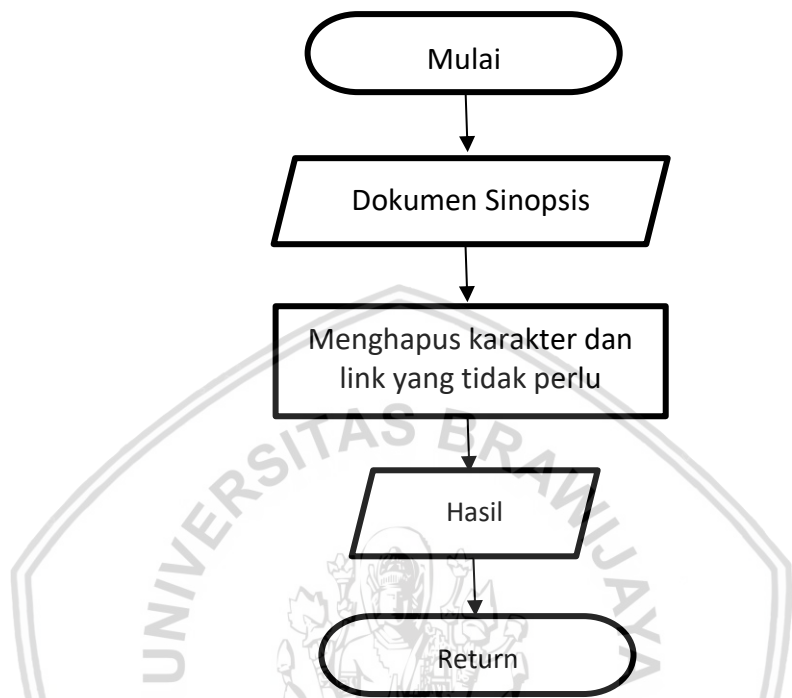 Mulai
Dokumen Sinopsis
Menghapus karakter dan
link yang tidak perlu
UNIVERSITAS BRAWIJAYA
Hasil
Return